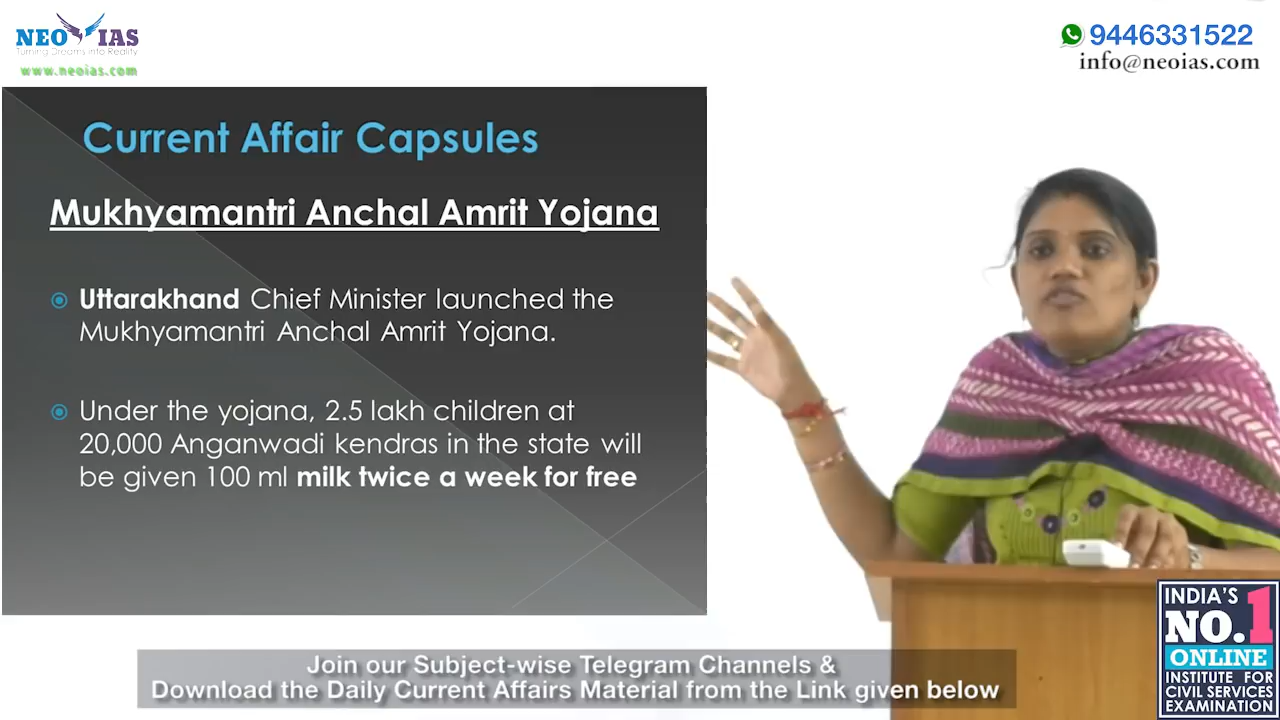 NEO IAS
Turning Dreams into Reality
www.neoias.com
9446331522
info@neoias.com
Current Affair Capsules
Mukhyamantri Anchal Amrit Yojana
Uttarakhand Chief Minister launched the
Mukhyamantri Anchal Amrit Yojana.
Under the yojana, 2.5 lakh children at
20,000 Anganwadi kendras in the state will
be given 100 ml milk twice a week for free
INDIA'S
NO.1
ONLINE
INSTITUTE FOR
CIVIL SERVICES
EXAMINATION
Join our Subject-wise Telegram Channels &
Download the Daily Current Affairs Material from the Link given below